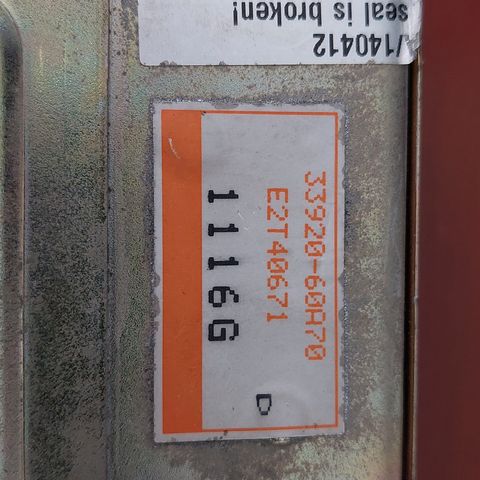 /140412
seal is broken!
33920-60A70
E2T40671
1116G
D